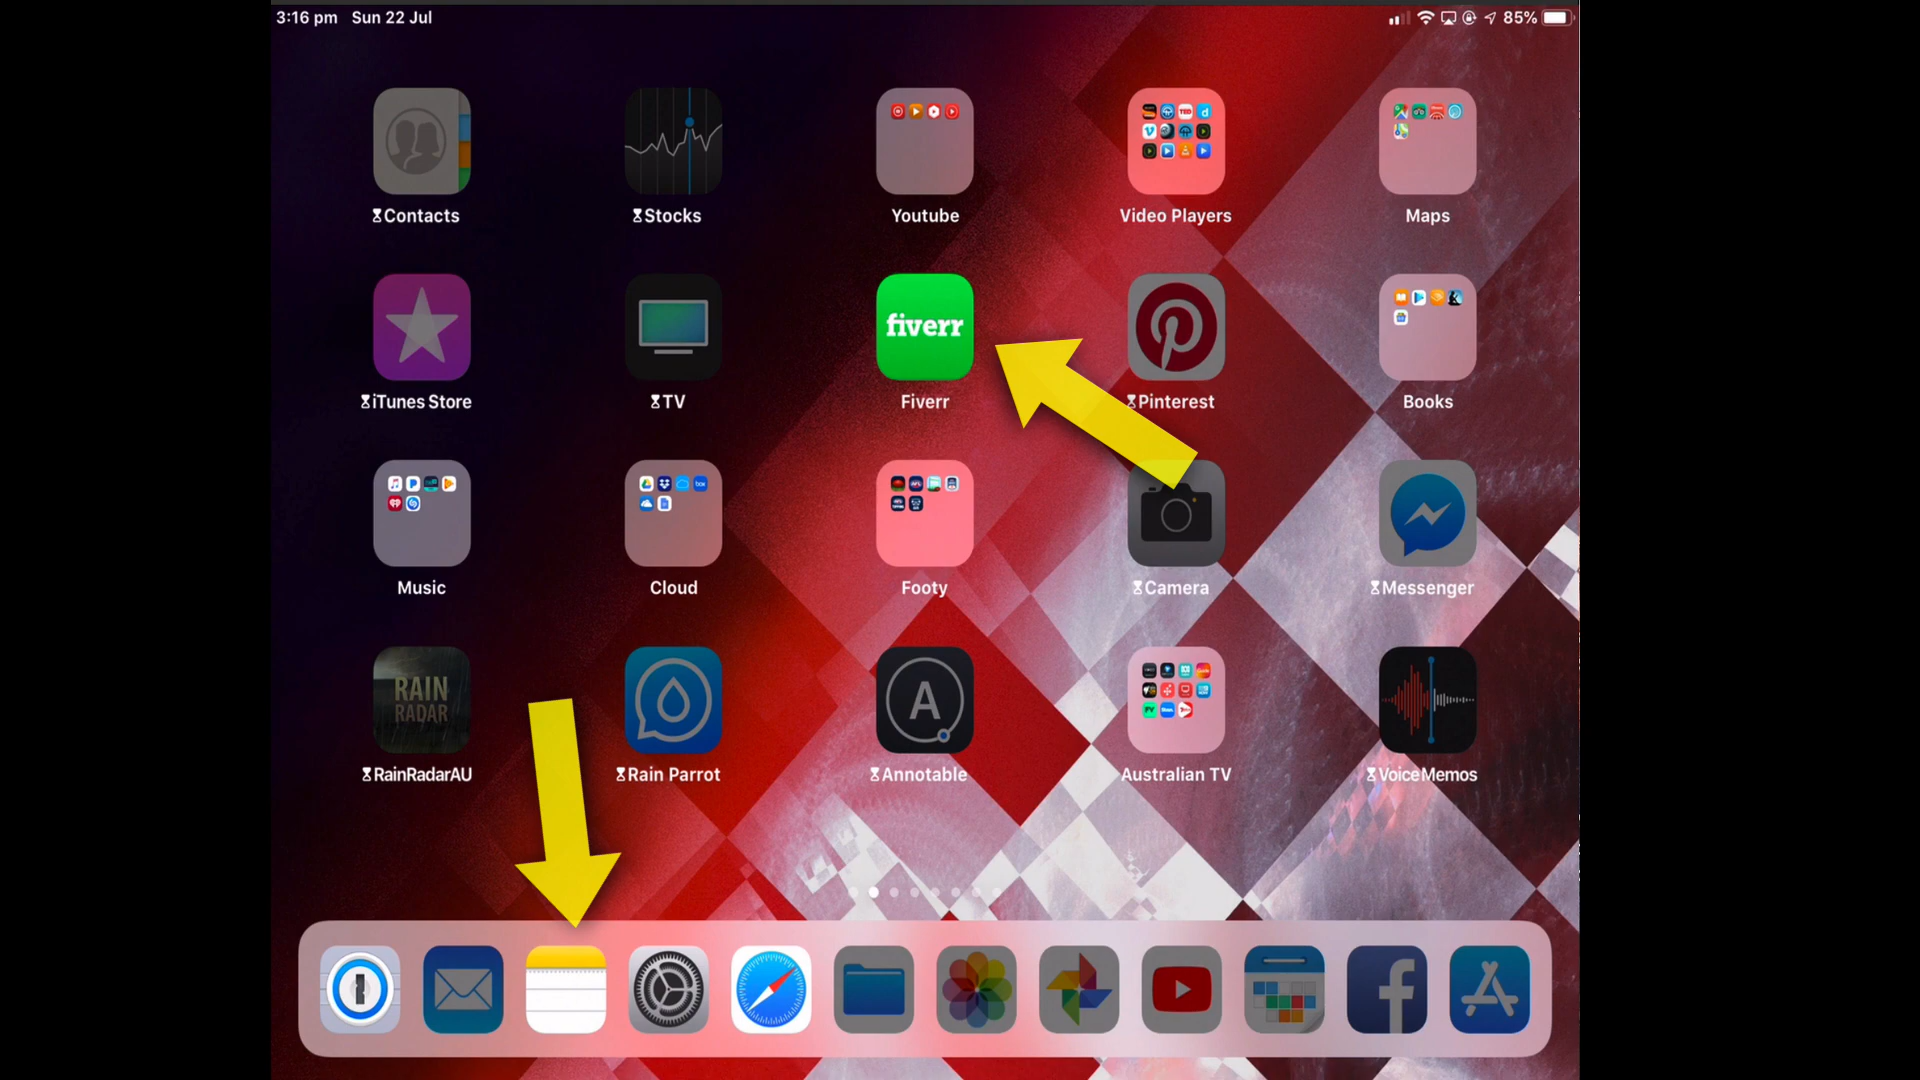 3:16 pm Sun 22 Jul
85%
Contacts
Stocks
Youtube
Video Players
Maps
fiverr
iTunes Store
TV
Fiverr
Pinterest
Books
Music
Cloud
Footy
Camera
Messenger
RAIN
RADAR
A
RainRadarAU
Rain Parrot
Annotable
Australian TV
VoiceMemos